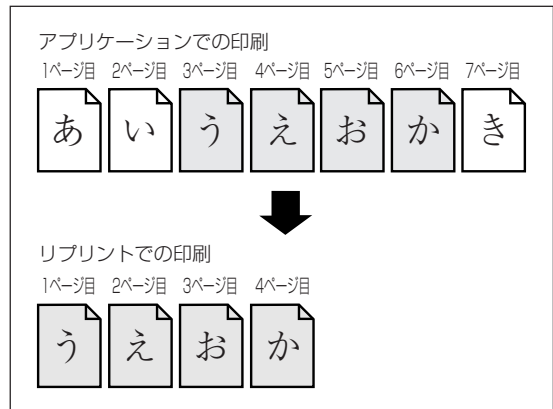 アプリケーションでの印刷
1ページ目 2ページ目 3ページ目 4ページ目 5ページ目 6ページ目 7ページ目
あ い う え お か き
リプリントでの印刷
1ページ目 2ページ目 3ページ目 4ページ目
う え お か